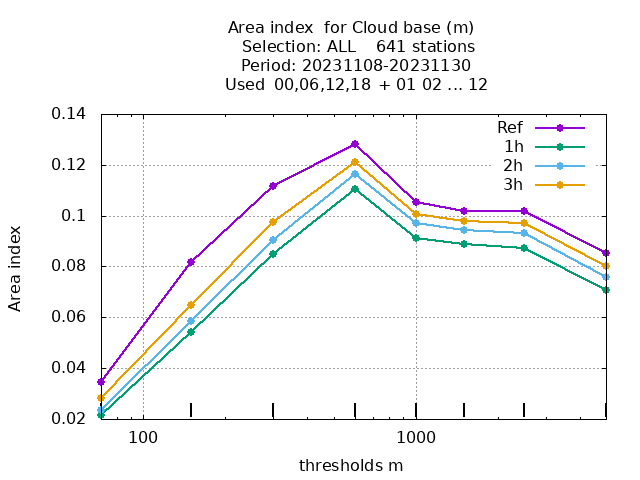 Area index  for Cloud base (m)
Selection: ALL    641 stations
Period: 20231108-20231130
Used  00,06,12,18  + 01 02 ... 12
0.14
0.12
0.1
0.08
0.06
0.04
0.02
Area index
Ref
1h
2h
3h
100
1000
thresholds m